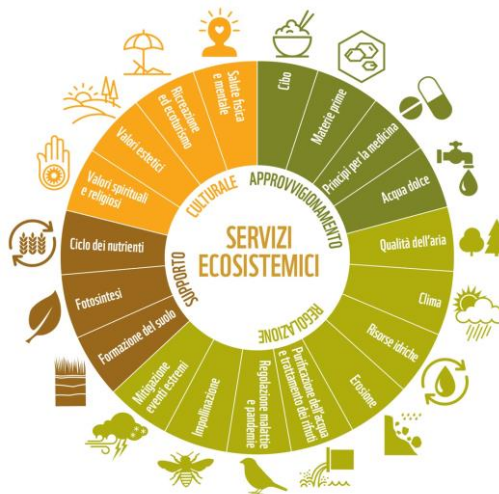 SERVIZI
ECOSISTEMICI
APPROVVIGIONAMENTO
Cibo
Materie prime
Principi per la medicina
Acqua dolce
REGOLAZIONE
Qualità dell'aria
Clima
Risorse idriche
Erosione
Purificazione dell'acqua
e trattamento dei rifiuti
Regolazione malattie
e pandemie
Impollinazione
Mitigazione
eventi estremi
SUPPORTO
Formazione del suolo
Fotosintesi
Ciclo dei nutrienti
CULTURALE
Valori spirituali
e religiosi
Valori estetici
Ricreazione
ed ecoturismo
Salute fisica
e mentale